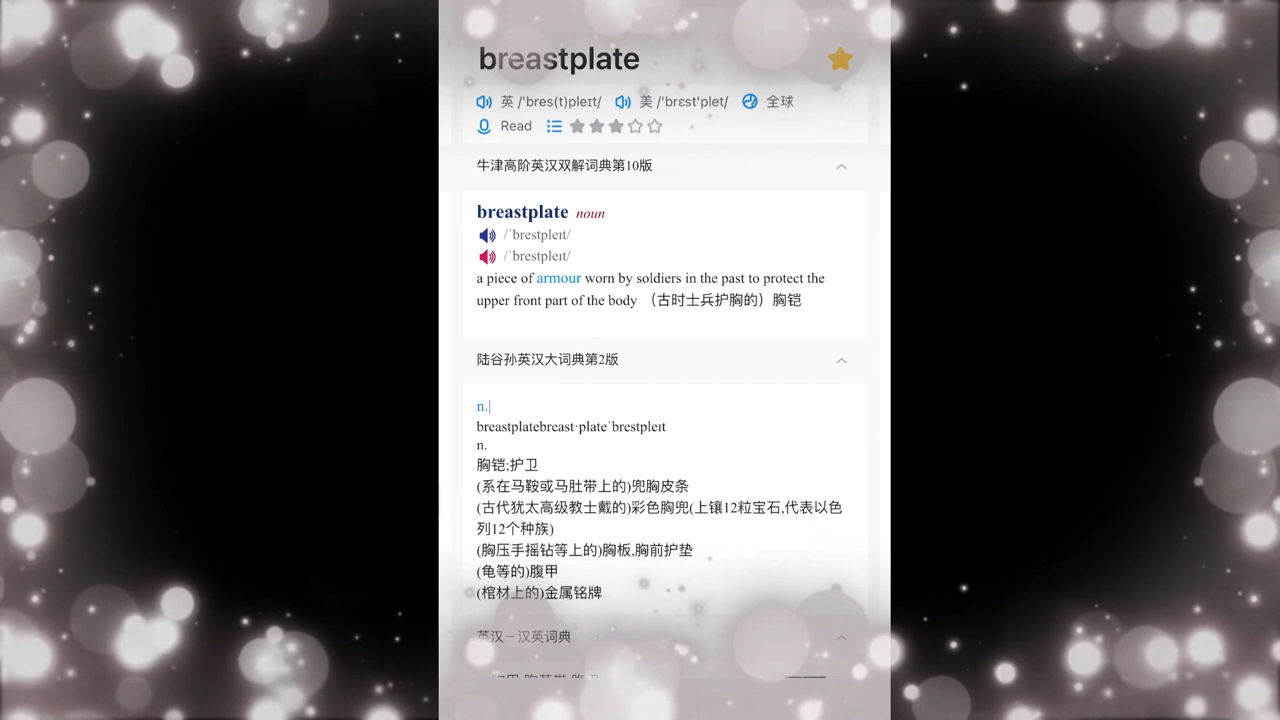 breastplate
英 /'bres(t)pleɪt/ 美 /'brɛst'plet/ 全球
Read
牛津高阶英汉双解词典第10版
breastplate noun
/ˈbrestpleɪt/
/ˈbrestpleɪt/
a piece of armour worn by soldiers in the past to protect the
upper front part of the body （古时士兵护胸的）胸铠
陆谷孙英汉大词典第2版
n.|
breastplatebreast·plateˈbrestpleɪt
n.
胸铠;护卫
(系在马鞍或马肚带上的)兜胸皮条
(古代犹太高级教士戴的)彩色胸兜(上镶12粒宝石,代表以色
列12个种族)
(胸压手摇钻等上的)胸板,胸前护垫
(龟等的)腹甲
(棺材上的)金属铭牌
英汉－汉英词典